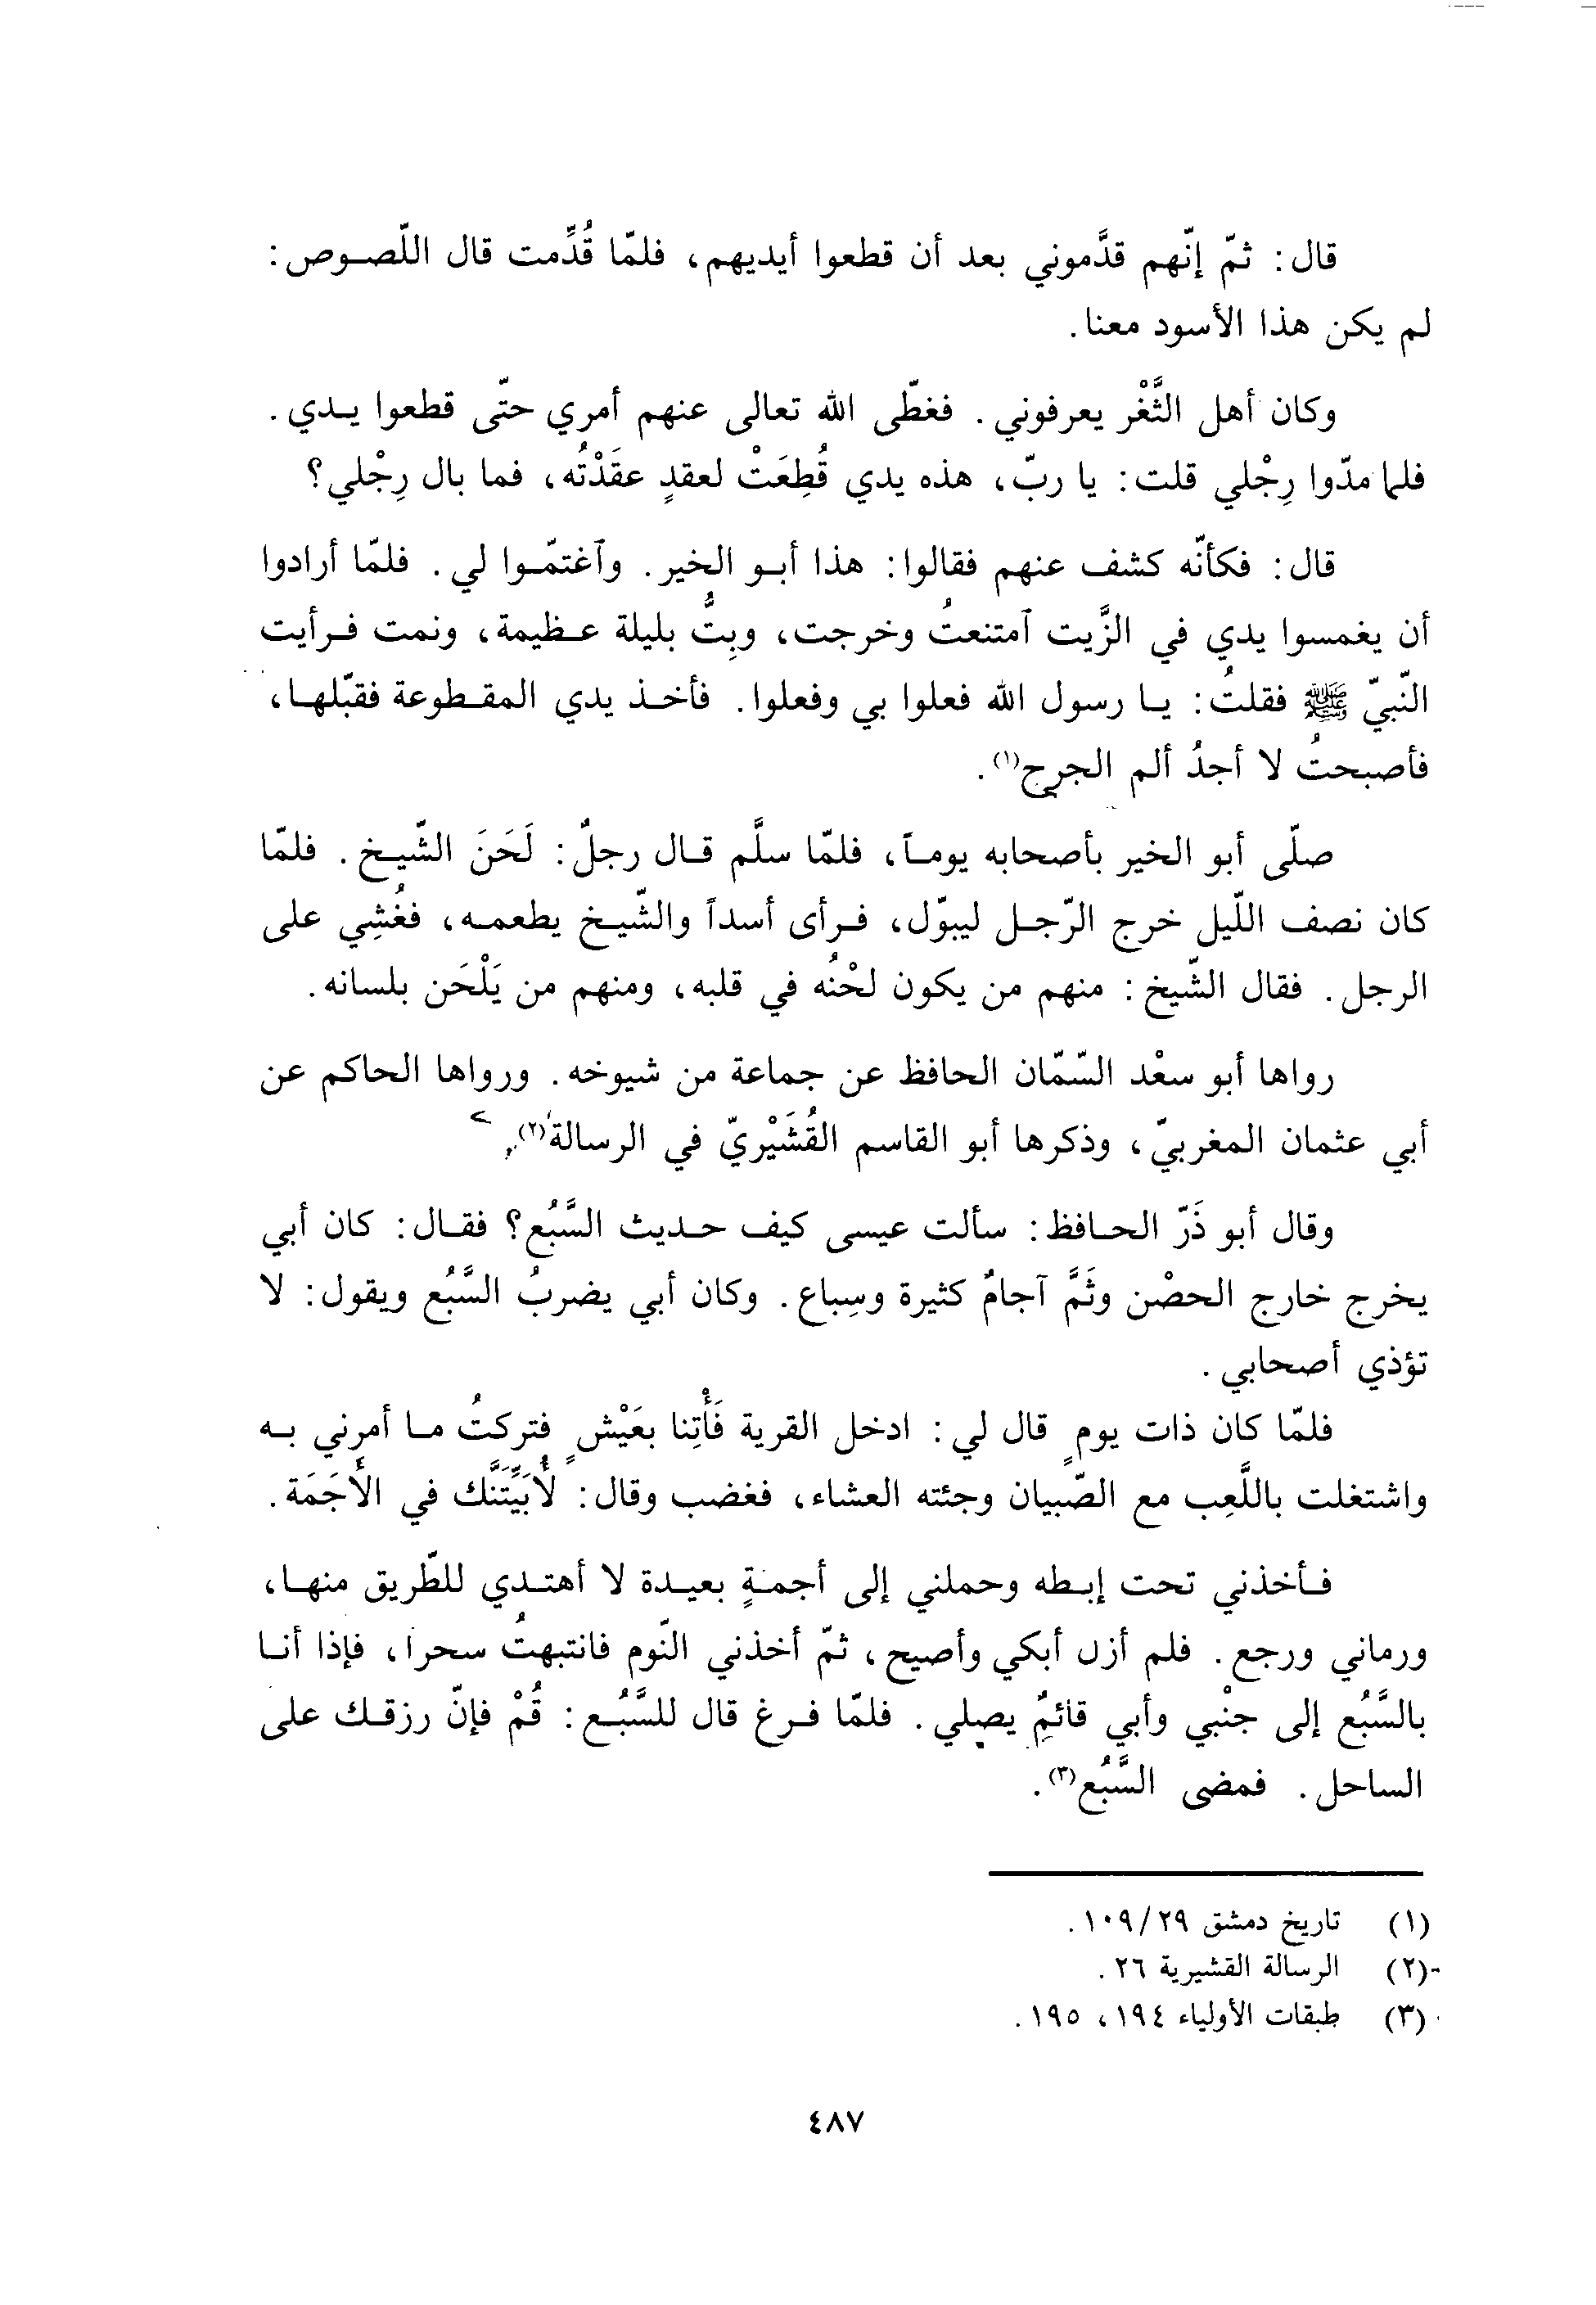 قال: ثمّ إنّهم قدَّموني بعد أن قطعوا أيديهم، فلمّا قُدِّمت قال اللّصوص:
لم يكن هذا الأسود معنا.
وكان أهل الثَّغْر يعرفوني. فغطّى الله تعالى عنهم أمري حتّى قطعوا يدي.
فلما مدّوا رِجْلي قلت: يا ربّ، هذه يدي قُطِعَتْ لعقدٍ عقَدْتُه، فما بال رِجْلي؟
قال: فكأنّه كشف عنهم فقالوا: هذا أبو الخير. وٱغتمّوا لي. فلمّا أرادوا
أن يغمسوا يدي في الزَّيت ٱمتنعتُ وخرجت، وبِتُّ بليلة عظيمة، ونمت فرأيت
النّبيّ ﷺ فقلتُ: يا رسول الله فعلوا بي وفعلوا. فأخذ يدي المقطوعة فقبّلها،
فأصبحتُ لا أجدُ ألم الجرح(١).
صلّى أبو الخير بأصحابه يوماً، فلمّا سلَّم قال رجلٌ: لَحَنَ الشّيخ. فلمّا
كان نصف اللّيل خرج الرّجل ليبوّل، فرأى أسداً والشّيخ يطعمه، فغُشِي على
الرجل. فقال الشّيخ: منهم من يكون لحْنُه في قلبه، ومنهم من يَلْحَن بلسانه.
رواها أبو سعْد السّمّان الحافظ عن جماعة من شيوخه. ورواها الحاكم عن
أبي عثمان المغربيّ، وذكرها أبو القاسم القُشَيْريّ في الرسالة(٢).
وقال أبو ذَرّ الحافظ: سألت عيسى كيف حديث السَّبُع؟ فقال: كان أبي
يخرج خارج الحصْن وثَمَّ آجامٌ كثيرة وسِباع. وكان أبي يضربُ السَّبُع ويقول: لا
تؤذي أصحابي.
فلمّا كان ذات يومٍ قال لي: ادخل القرية فَأْتِنا بعَيْشٍ فتركتُ ما أمرني به
واشتغلت باللَّعِب مع الصّبيان وجئته العشاء، فغضب وقال: لأُبَيِّتَنَّك في الأَجَمَة.
فأخذني تحت إبطه وحملني إلى أجمةٍ بعيدة لا أهتدي للطّريق منها،
ورماني ورجع. فلم أزل أبكي وأصيح، ثمّ أخذني النّوم فانتبهتُ سحرا، فإذا أنا
بالسَّبُع إلى جنْبي وأبي قائمٌ يصلي. فلمّا فرغ قال للسَّبُع: قُمْ فإنّ رزقك على
الساحل. فمضى السَّبُع(٣).
(١) تاريخ دمشق ٢٩/١٠٩.
(٢) الرسالة القشيرية ٢٦.
(٣) طبقات الأولياء ١٩٤، ١٩٥.
٤٨٧